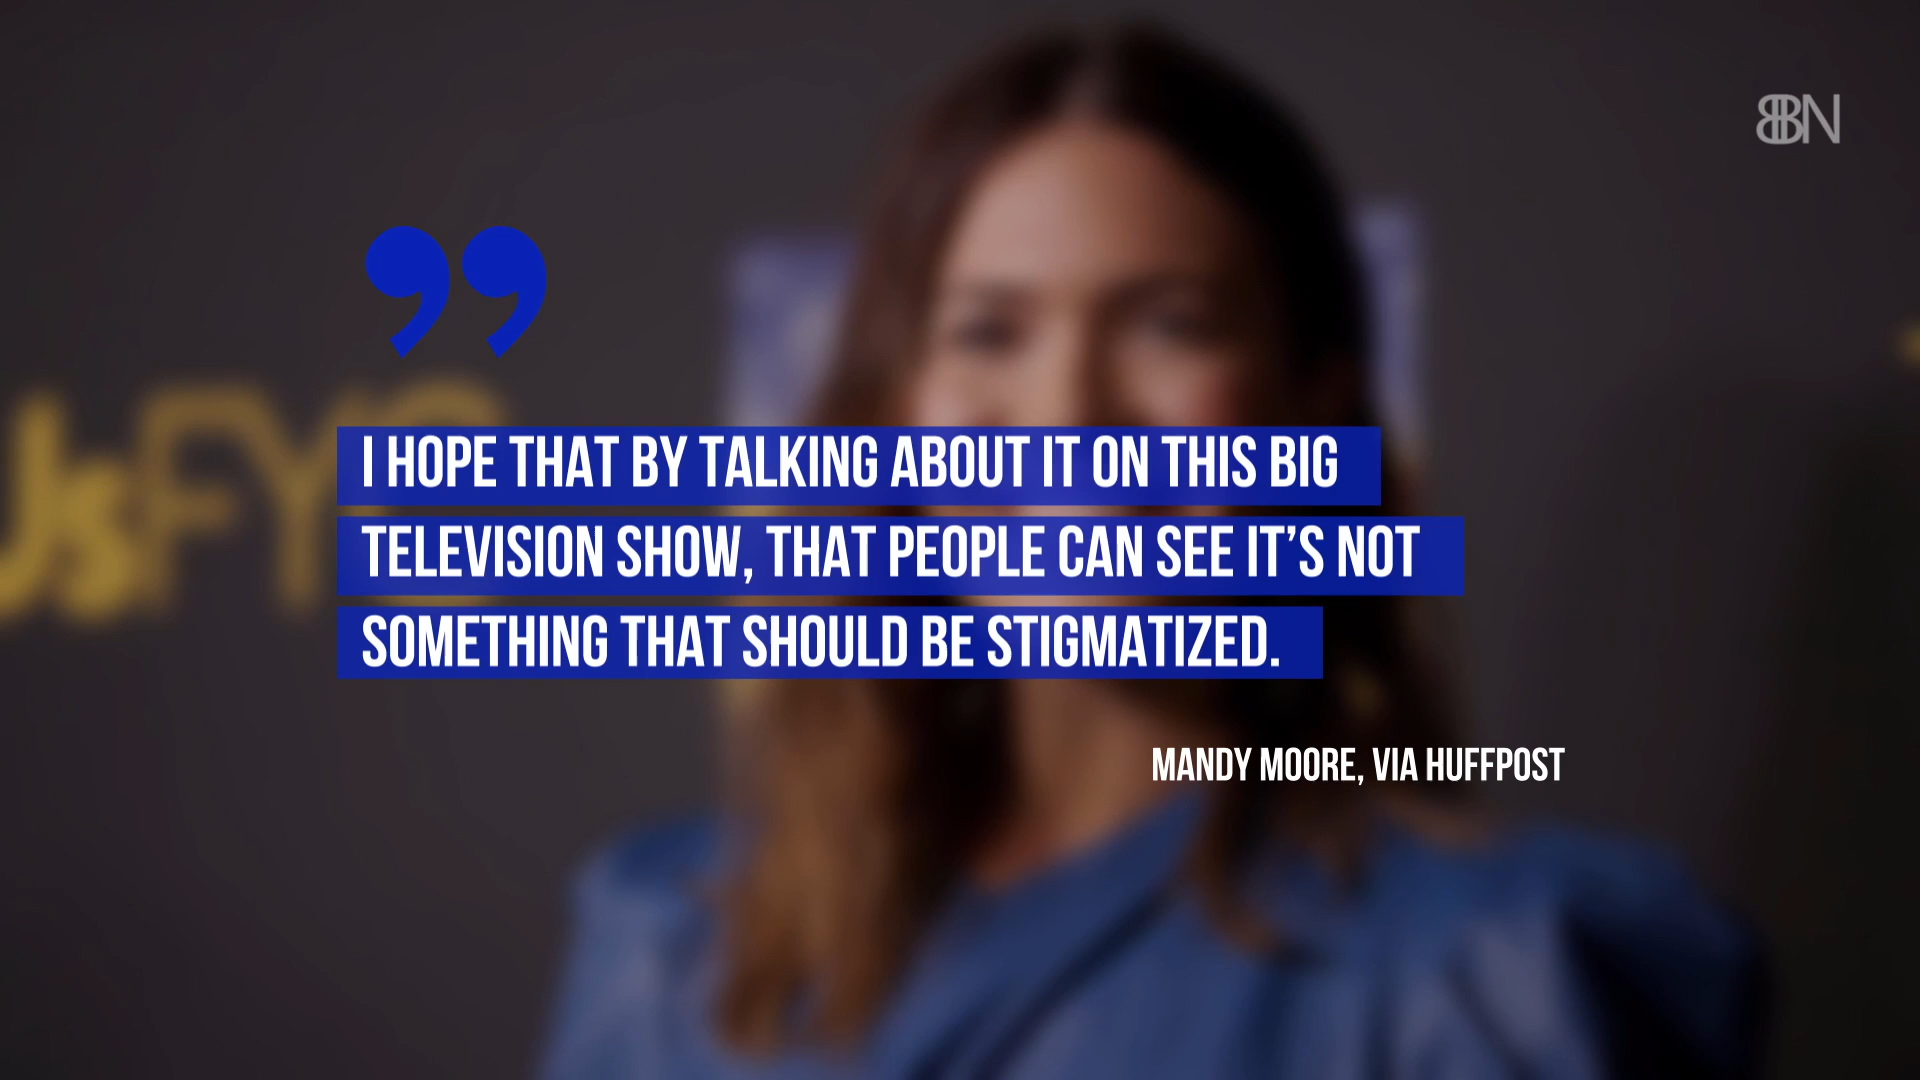 BBN
”
I HOPE THAT BY TALKING ABOUT IT ON THIS BIG
TELEVISION SHOW, THAT PEOPLE CAN SEE IT’S NOT
SOMETHING THAT SHOULD BE STIGMATIZED.
MANDY MOORE, VIA HUFFPOST